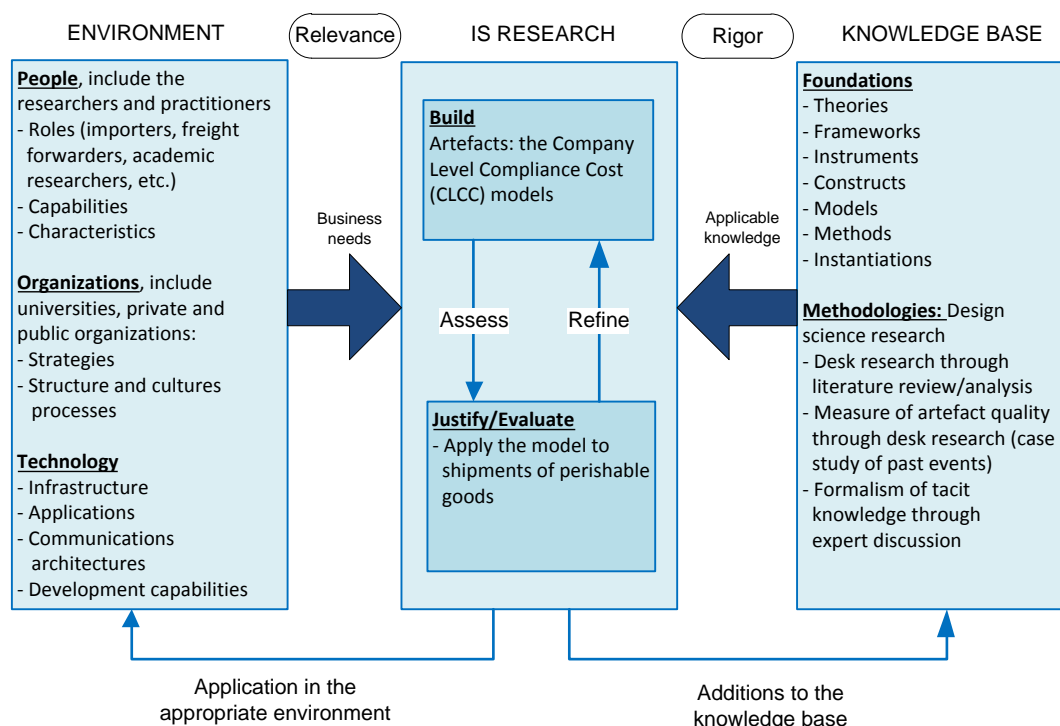 ENVIRONMENT
Relevance
IS RESEARCH
Rigor
KNOWLEDGE BASE
People, include the
researchers and practitioners
- Roles (importers, freight
forwarders, academic
researchers, etc.)
- Capabilities
- Characteristics
Organizations, include
universities, private and
public organizations:
- Strategies
- Structure and cultures
processes
Technology
- Infrastructure
- Applications
- Communications
architectures
- Development capabilities
Business
needs
Build
Artefacts: the Company
Level Compliance Cost
(CLCC) models
Assess
Refine
Justify/Evaluate
- Apply the model to
shipments of perishable
goods
Applicable
knowledge
Foundations
- Theories
- Frameworks
- Instruments
- Constructs
- Models
- Methods
- Instantiations
Methodologies: Design
science research
- Desk research through
literature review/analysis
- Measure of artefact quality
through desk research (case
study of past events)
- Formalism of tacit
knowledge through
expert discussion
Application in the
appropriate environment
Additions to the
knowledge base